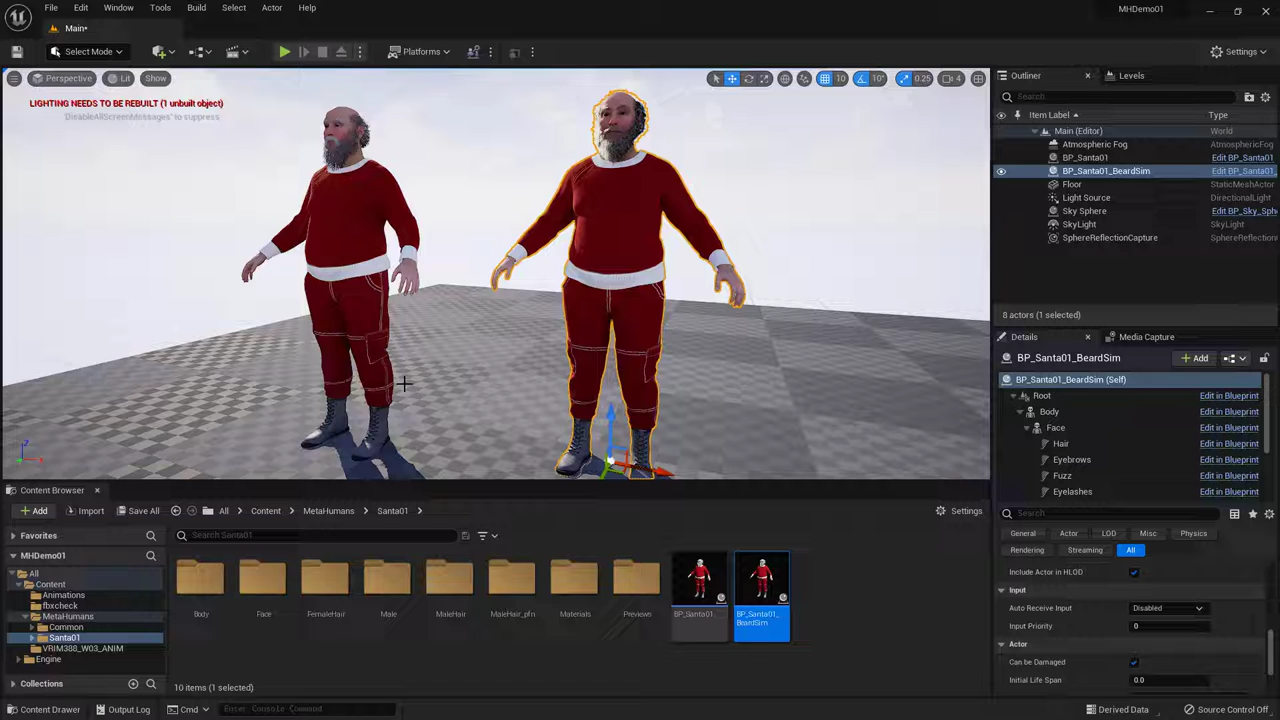 File Edit Window Tools Build Select Actor Help
MHDemo01
Main*
Select Mode
Platforms
Settings
Perspective Lit Show
10 10° 0.25 4
LIGHTING NEEDS TO BE REBUILT (1 unbuilt object)
'DisableAllScreenMessages' to suppress
Outliner Levels
Search...
Item Label Type
Main (Editor) World
Atmospheric Fog AtmosphericFog
BP_Santa01 Edit BP_Santa01
BP_Santa01_BeardSim Edit BP_Santa01
Floor StaticMeshActor
Light Source DirectionalLight
Sky Sphere Edit BP_Sky_Sphe
SkyLight SkyLight
SphereReflectionCapture SphereReflection
8 actors (1 selected)
Details Media Capture
BP_Santa01_BeardSim Add
BP_Santa01_BeardSim (Self)
Root Edit in Blueprint
Body Edit in Blueprint
Face Edit in Blueprint
Hair Edit in Blueprint
Eyebrows Edit in Blueprint
Fuzz Edit in Blueprint
Eyelashes Edit in Blueprint
Search
General Actor LOD Misc Physics
Rendering Streaming All
Include Actor in HLOD
Input
Auto Receive Input Disabled
Input Priority 0
Actor
Can be Damaged
Initial Life Span 0.0
Content Browser
Add Import Save All All Content MetaHumans Santa01 Settings
Favorites
MHDemo01
All
Content
Animations
fbxcheck
MetaHumans
Common
Santa01
VRIM388_W03_ANIM
Engine
Collections
Search Santa01
Body Face FemaleHair Male MaleHair MaleHair_pfn Materials Previews BP_Santa01 BP_Santa01_
BeardSim
10 items (1 selected)
Content Drawer Output Log Cmd Enter Console Command Derived Data Source Control Off